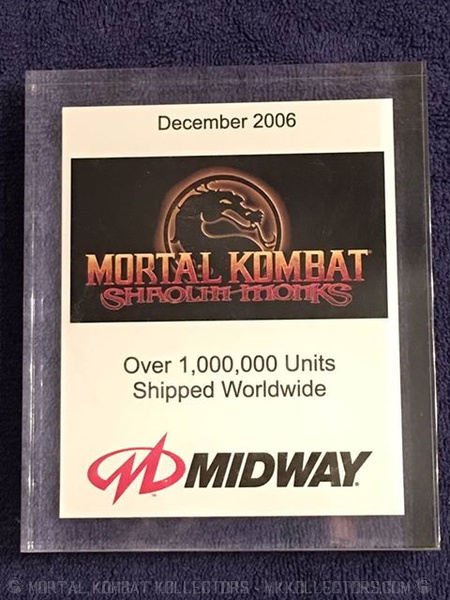 December 2006
MORTAL KOMBAT
SHAOLIN MONKS
Over 1,000,000 Units
Shipped Worldwide
MIDWAY
© MORTAL KOMBAT KOLLECTORS - MKKOLLECTORS.COM ©